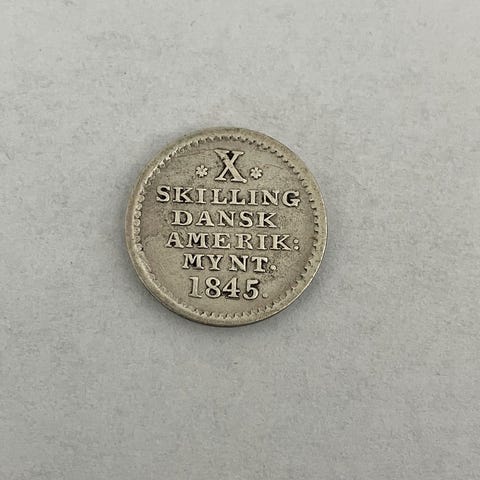 * X *
SKILLING
DANSK
AMERIK:
MYNT.
1845.